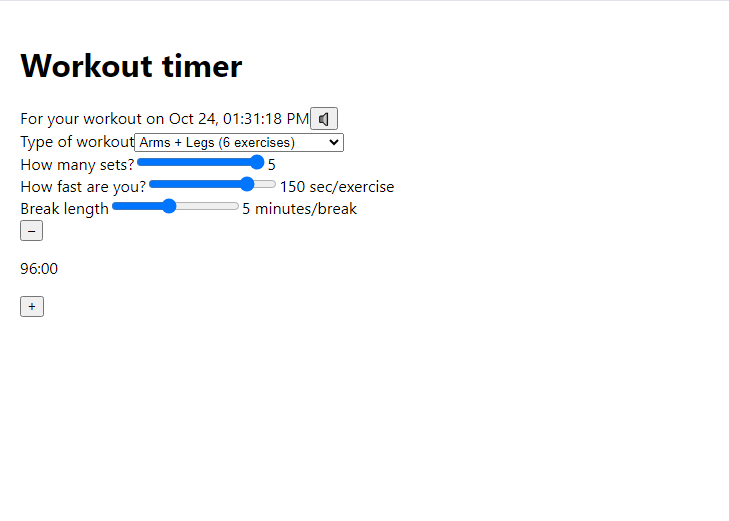 Workout timer
For your workout on Oct 24, 01:31:18 PM
Type of workout Arms + Legs (6 exercises)
How many sets? 5
How fast are you? 150 sec/exercise
Break length 5 minutes/break
–
96:00
+